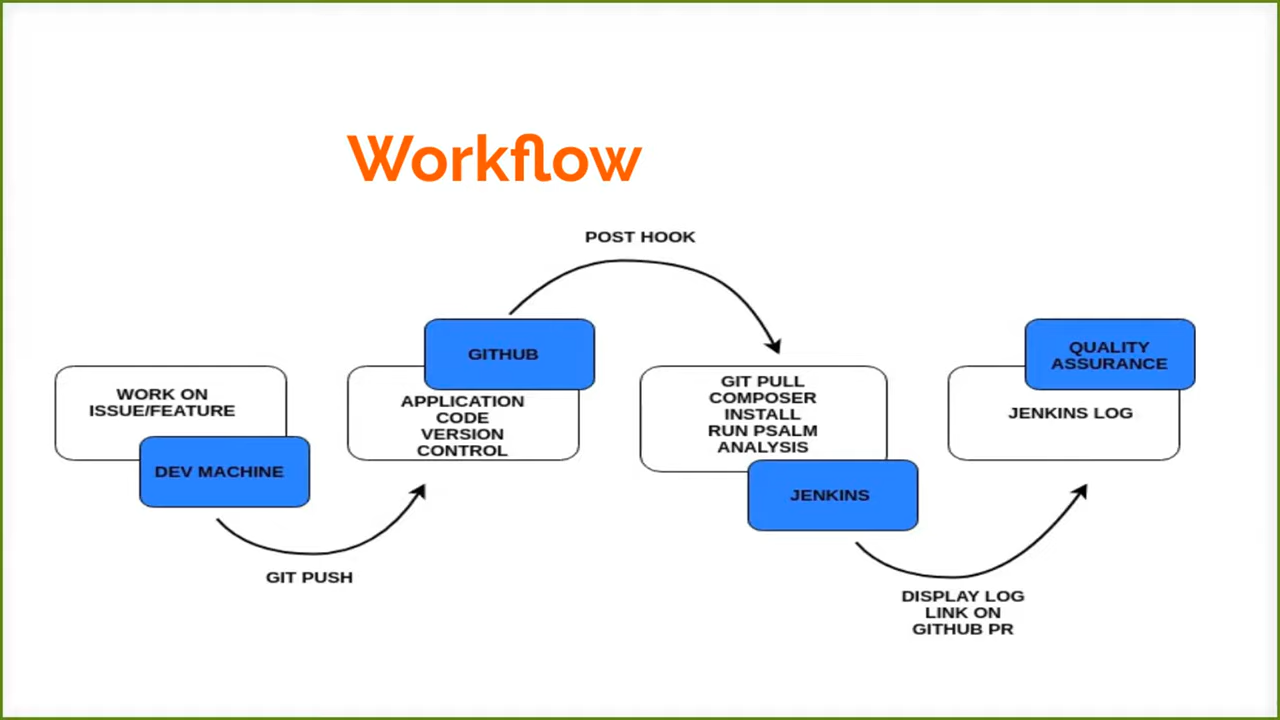 Workflow
POST HOOK
GITHUB
QUALITY
ASSURANCE
WORK ON
ISSUE/FEATURE
DEV MACHINE
APPLICATION
CODE
VERSION
CONTROL
GIT PULL
COMPOSER
INSTALL
RUN PSALM
ANALYSIS
JENKINS
JENKINS LOG
GIT PUSH
DISPLAY LOG
LINK ON
GITHUB PR